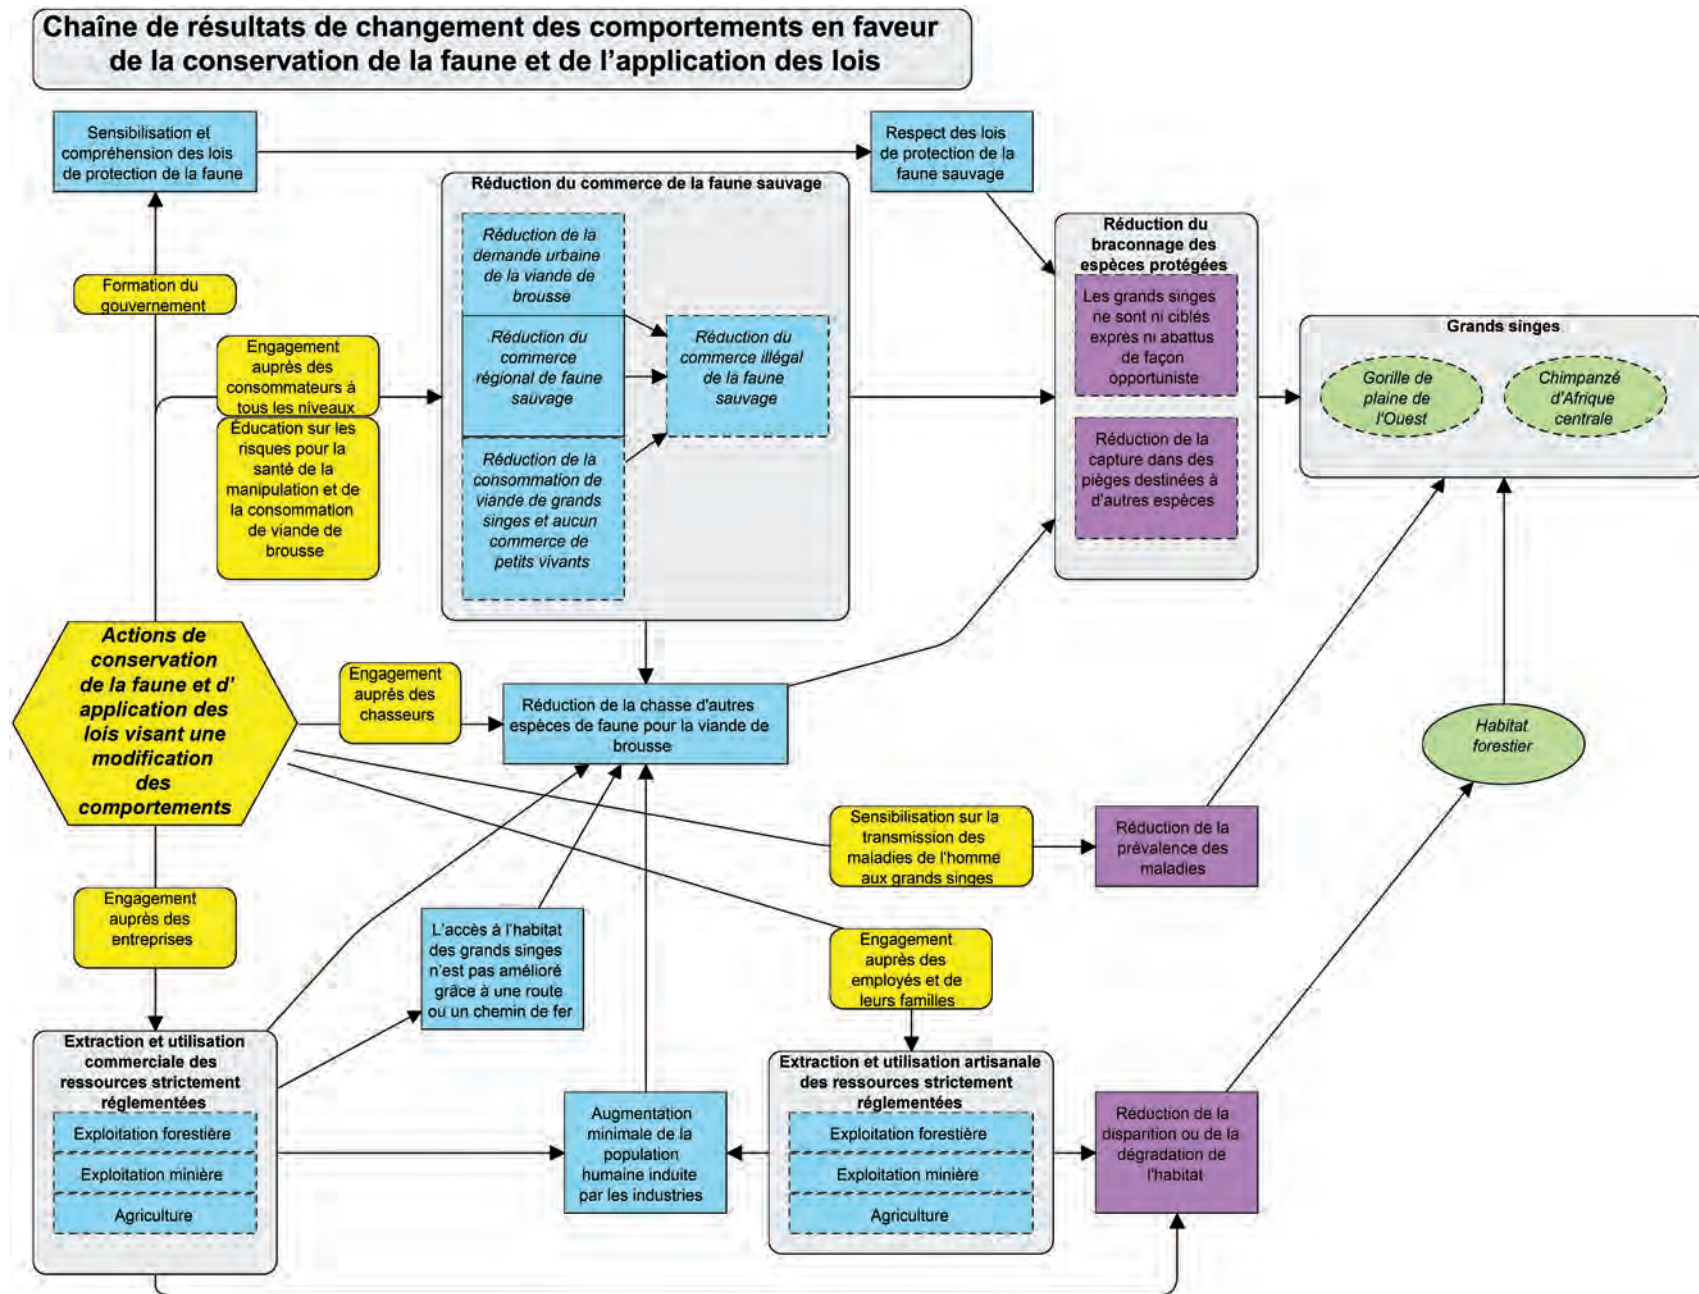 Chaîne de résultats de changement des comportements en faveur
de la conservation de la faune et de l'application des lois
Sensibilisation et
compréhension des lois
de protection de la faune
Respect des lois
de protection de la
faune sauvage
Formation du
gouvernement
Engagement
auprès des
consommateurs à
tous les niveaux
Éducation sur les
risques pour la
santé de la
manipulation et de
la consommation
de viande de
brousse
Réduction du commerce de la faune sauvage
Réduction de la
demande urbaine
de la viande de
brousse
Réduction du
commerce
régional de faune
sauvage
Réduction de la
consommation de
viande de grands
singes et aucun
commerce de
petits vivants
Réduction du
commerce illégal
de la faune
sauvage
Réduction du
braconnage des
espèces protégées
Les grands singes
ne sont ni ciblés
exprès ni abattus
de façon
opportuniste
Réduction de la
capture dans des
pièges destinées à
d'autres espèces
Grands singes
Gorille de
plaine de
l'Ouest
Chimpanzé
d'Afrique
centrale
Actions de
conservation
de la faune et d'
application des
lois visant une
modification
des
comportements
Engagement
auprès des
chasseurs
Réduction de la chasse d'autres
espèces de faune pour la viande de
brousse
Habitat
forestier
Sensibilisation sur la
transmission des
maladies de l'homme
aux grands singes
Réduction de la
prévalence des
maladies
Engagement
auprès des
entreprises
L'accès à l'habitat
des grands singes
n'est pas amélioré
grâce à une route
ou un chemin de fer
Engagement
auprès des
employés et de
leurs familles
Extraction et utilisation
commerciale des
ressources strictement
réglementées
Exploitation forestière
Exploitation minière
Agriculture
Augmentation
minimale de la
population
humaine induite
par les industries
Extraction et utilisation artisanale
des ressources strictement
réglementées
Exploitation forestière
Exploitation minière
Agriculture
Réduction de la
disparition ou de la
dégradation de
l'habitat